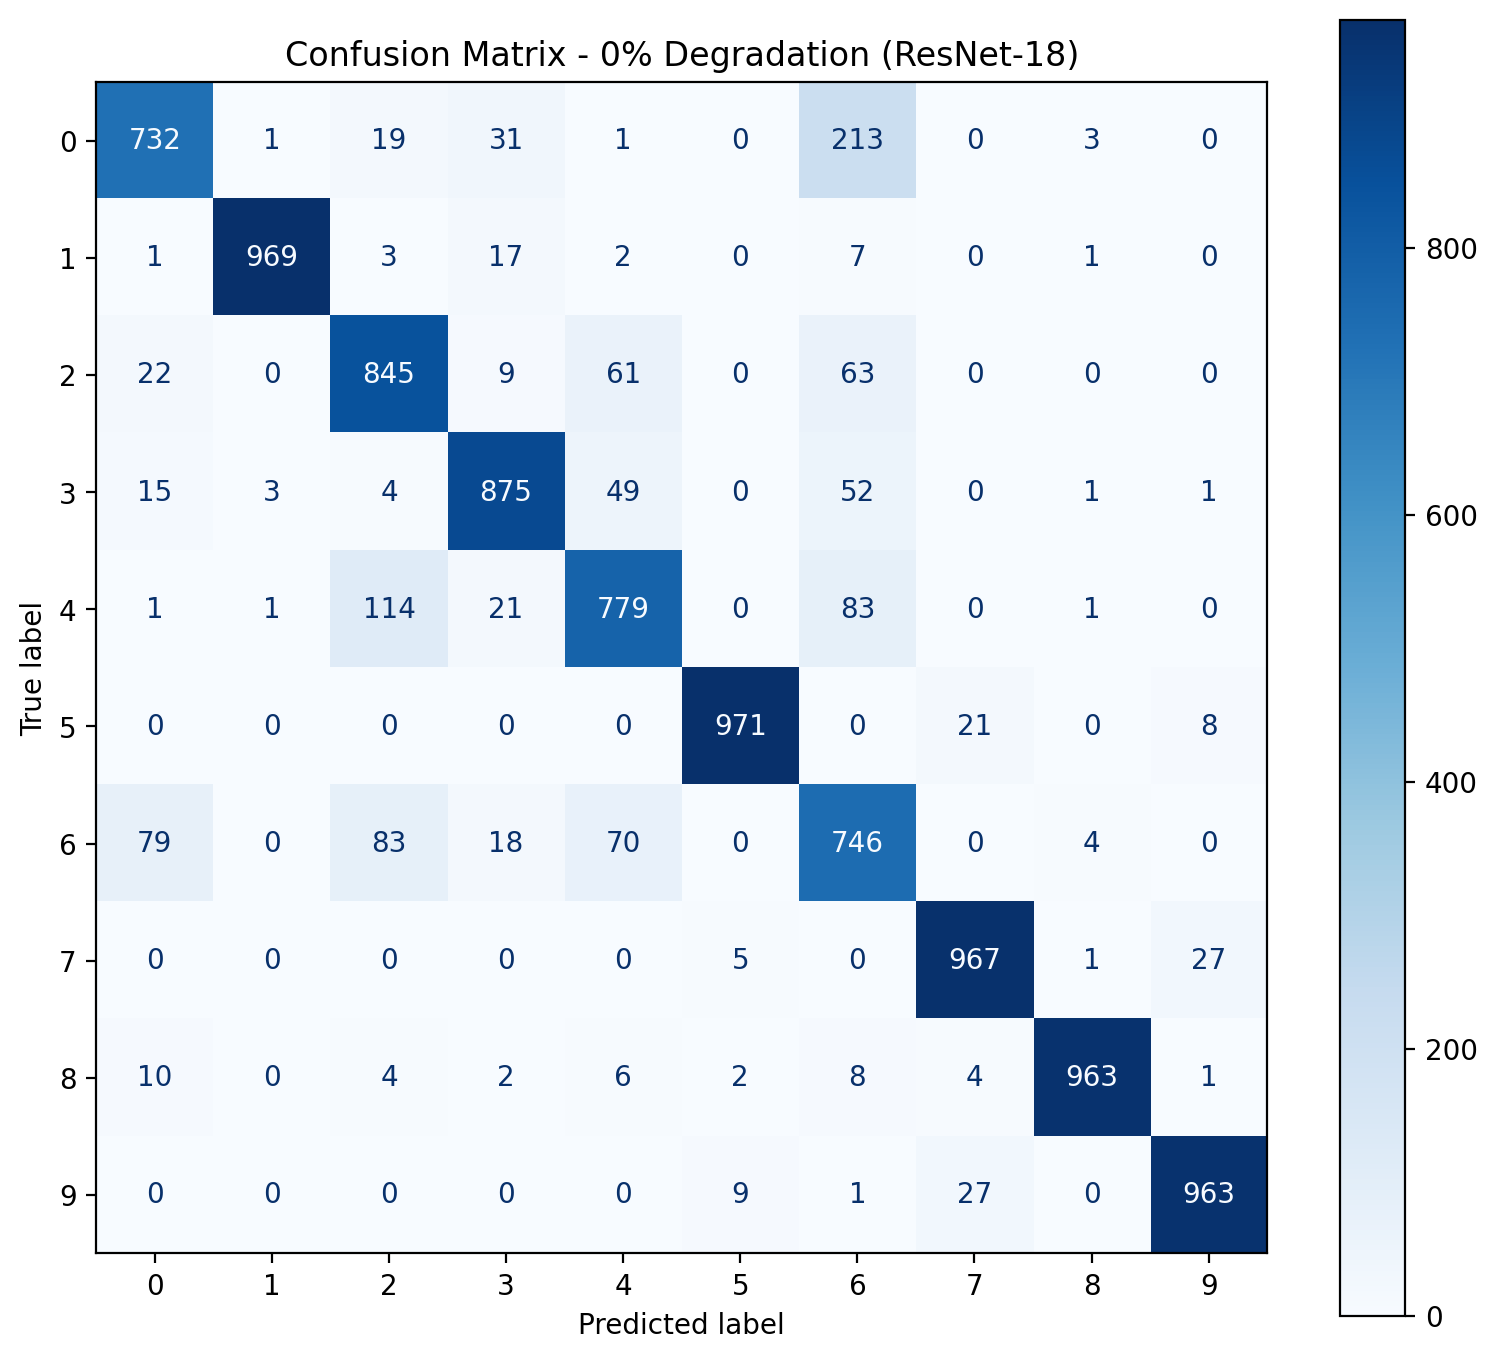 Confusion Matrix - 0% Degradation (ResNet-18)
0 732 1 19 31 1 0 213 0 3 0
1 1 969 3 17 2 0 7 0 1 0
2 22 0 845 9 61 0 63 0 0 0
3 15 3 4 875 49 0 52 0 1 1
4 1 1 114 21 779 0 83 0 1 0
5 0 0 0 0 0 971 0 21 0 8
6 79 0 83 18 70 0 746 0 4 0
7 0 0 0 0 0 5 0 967 1 27
8 10 0 4 2 6 2 8 4 963 1
9 0 0 0 0 0 9 1 27 0 963
0 1 2 3 4 5 6 7 8 9
Predicted label
True label
800
600
400
200
0